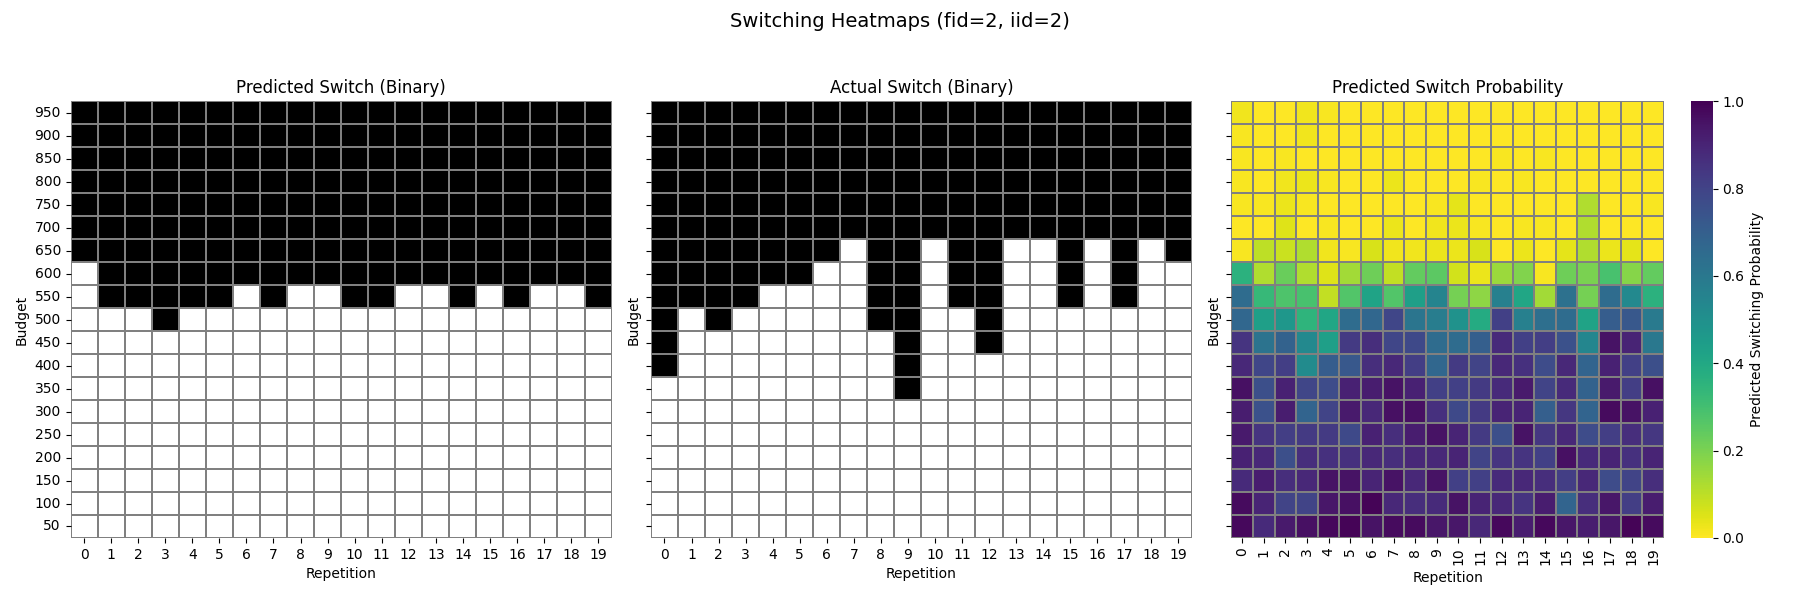 Switching Heatmaps (fid=2, iid=2)
Predicted Switch (Binary)
Budget
950
900
850
800
750
700
650
600
550
500
450
400
350
300
250
200
150
100
50
0 1 2 3 4 5 6 7 8 9 10 11 12 13 14 15 16 17 18 19
Repetition
Actual Switch (Binary)
Budget
0 1 2 3 4 5 6 7 8 9 10 11 12 13 14 15 16 17 18 19
Repetition
Predicted Switch Probability
Budget
0 1 2 3 4 5 6 7 8 9 10 11 12 13 14 15 16 17 18 19
Repetition
1.0
0.8
0.6
0.4
0.2
0.0
Predicted Switching Probability